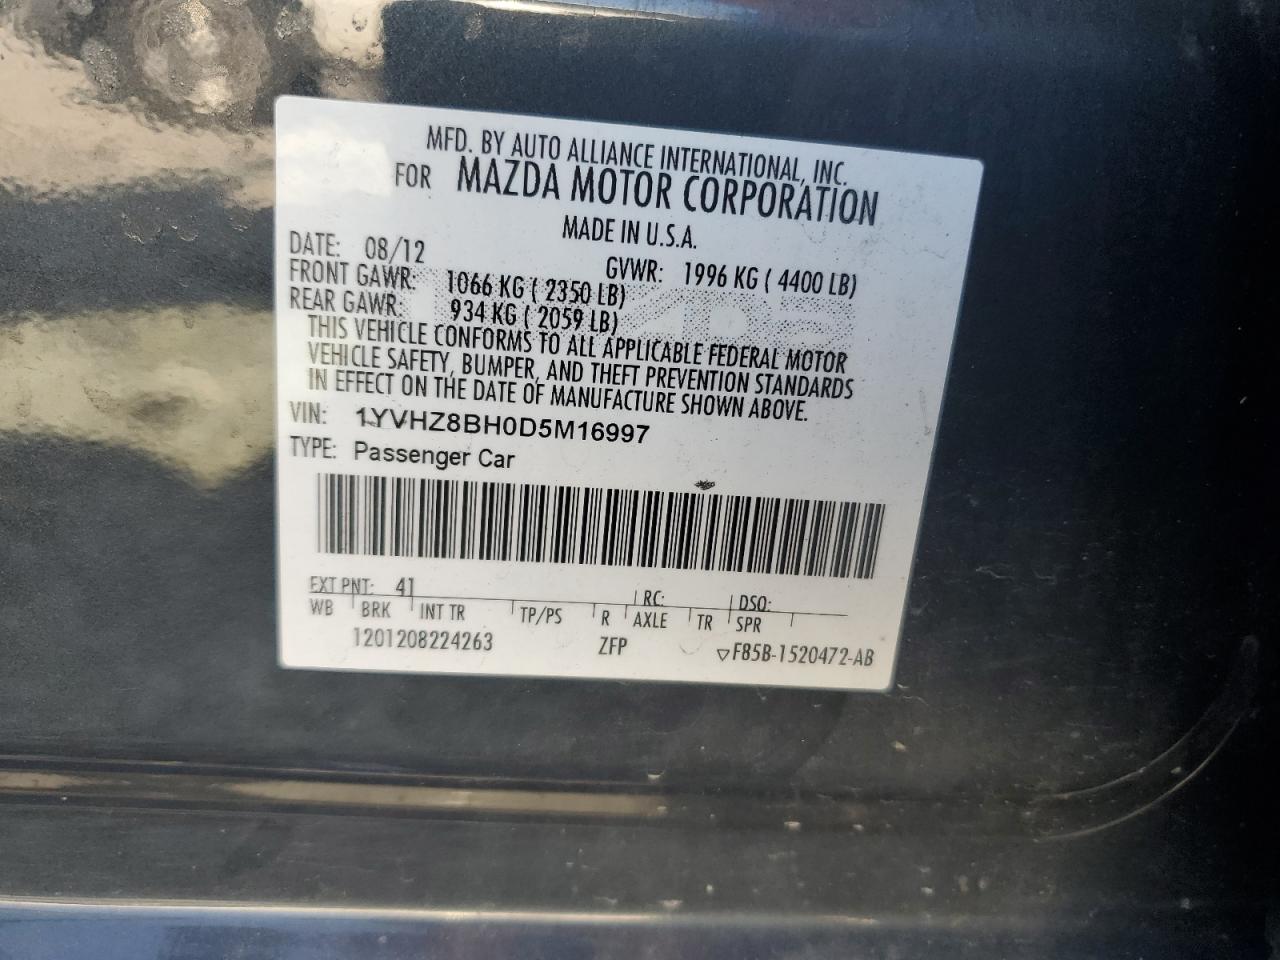 MFD. BY AUTO ALLIANCE INTERNATIONAL, INC.
FOR MAZDA MOTOR CORPORATION
MADE IN U.S.A.
DATE: 08/12 GVWR: 1996 KG ( 4400 LB)
FRONT GAWR: 1066 KG ( 2350 LB)
REAR GAWR: 934 KG ( 2059 LB)
THIS VEHICLE CONFORMS TO ALL APPLICABLE FEDERAL MOTOR
VEHICLE SAFETY, BUMPER, AND THEFT PREVENTION STANDARDS
IN EFFECT ON THE DATE OF MANUFACTURE SHOWN ABOVE.
VIN: 1YVHZ8BH0D5M16997
TYPE: Passenger Car
EXT PNT: 41 RC: DSO:
WB BRK INT TR TP/PS R AXLE TR SPR
1201208224263 ZFP ▽F85B-1520472-AB